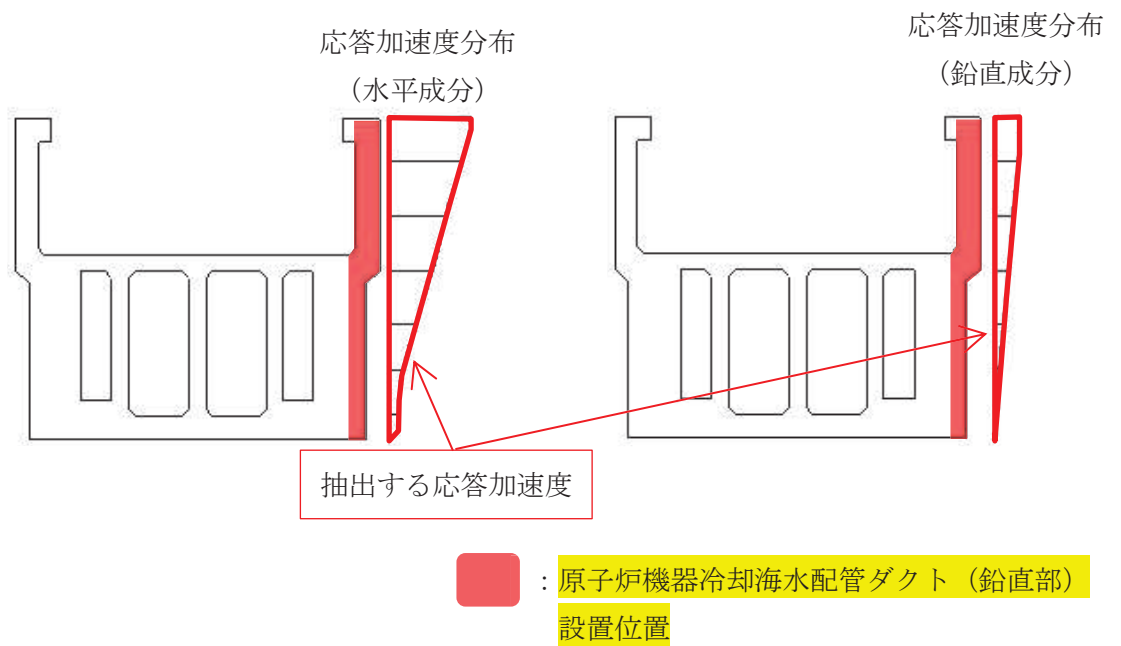 応答加速度分布
（水平成分）
応答加速度分布
（鉛直成分）
抽出する応答加速度
：原子炉機器冷却海水配管ダクト（鉛直部）
設置位置